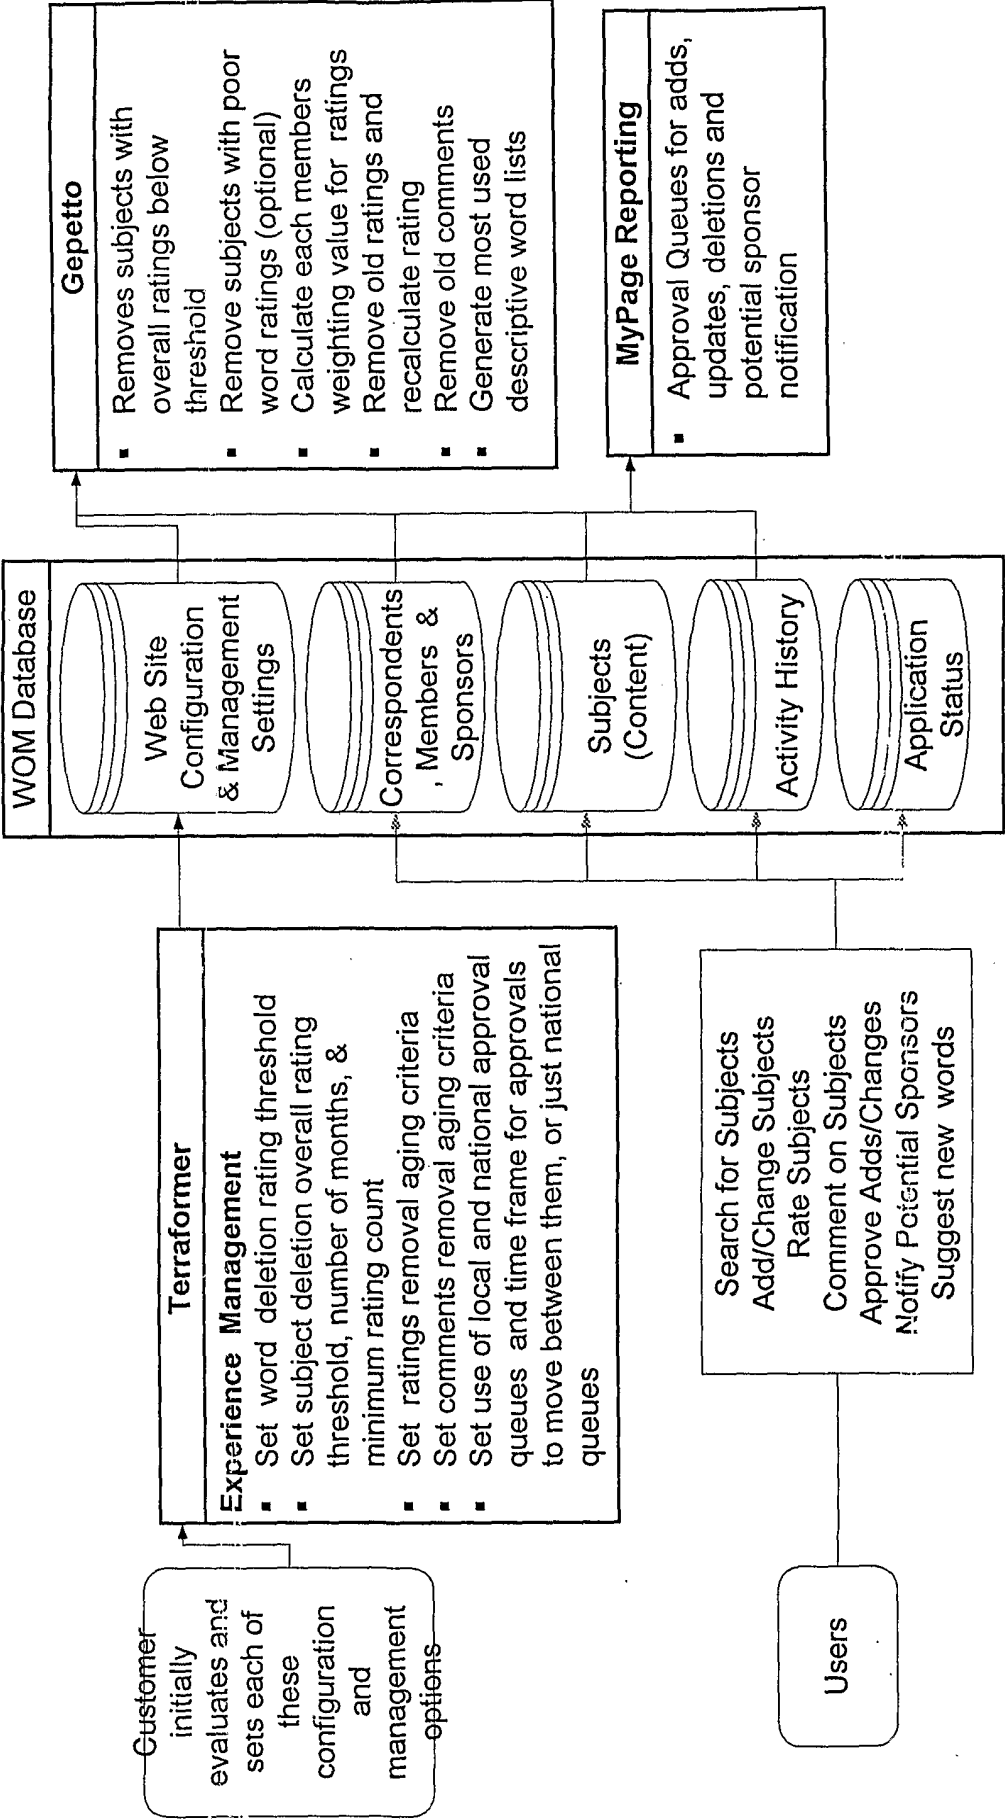 Customer
initially
evaluates and
sets each of
these
configuration
and
management
options
Terraformer
Experience Management
▪ Set word deletion rating threshold
▪ Set subject deletion overall rating
threshold, number of months, &
minimum rating count
▪ Set ratings removal aging criteria
▪ Set comments removal aging criteria
▪ Set use of local and national approval
queues and time frame for approvals
to move between them, or just national
queues
Users
Search for Subjects
Add/Change Subjects
Rate Subjects
Comment on Subjects
Approve Adds/Changes
Notify Potential Sponsors
Suggest new words
WOM Database
Web Site
Configuration
& Management
Settings
Correspondents
, Members &
Sponsors
Subjects
(Content)
Activity History
Application
Status
Gepetto
▪ Removes subjects with
overall ratings below
threshold
▪ Remove subjects with poor
word ratings (optional)
▪ Calculate each members
weighting value for ratings
▪ Remove old ratings and
recalculate rating
▪ Remove old comments
▪ Generate most used
descriptive word lists
MyPage Reporting
▪ Approval Queues for adds,
updates, deletions and
potential sponsor
notification